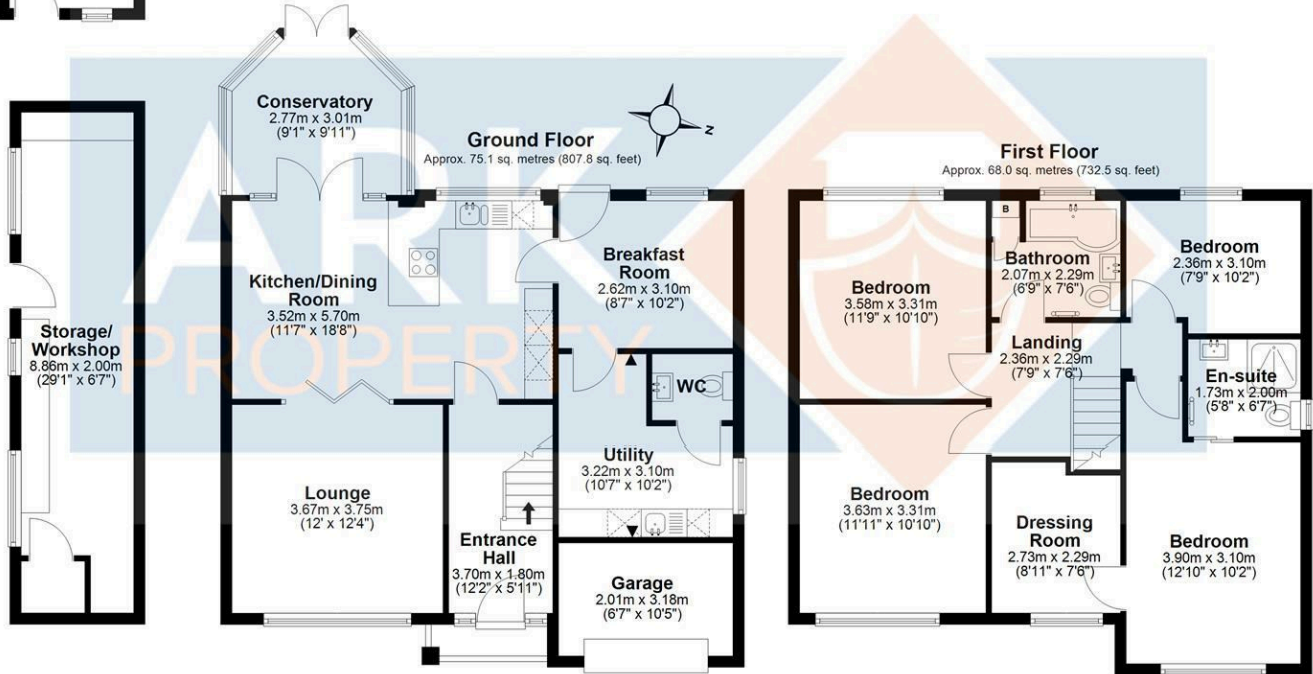 Conservatory
2.77m x 3.01m
(9'1" x 9'11")
Ground Floor
Approx. 75.1 sq. metres (807.8 sq. feet)
N
Kitchen/Dining
Room
3.52m x 5.70m
(11'7" x 18'8")
Breakfast
Room
2.62m x 3.10m
(8'7" x 10'2")
Storage/
Workshop
8.86m x 2.00m
(29'1" x 6'7")
WC
Utility
3.22m x 3.10m
(10'7" x 10'2")
Lounge
3.67m x 3.75m
(12' x 12'4")
Entrance
Hall
3.70m x 1.80m
(12'2" x 5'11")
Garage
2.01m x 3.18m
(6'7" x 10'5")
First Floor
Approx. 68.0 sq. metres (732.5 sq. feet)
B
Bathroom
2.07m x 2.29m
(6'9" x 7'6")
Bedroom
2.36m x 3.10m
(7'9" x 10'2")
Bedroom
3.58m x 3.31m
(11'9" x 10'10")
Landing
2.36m x 2.29m
(7'9" x 7'6")
En-suite
1.73m x 2.00m
(5'8" x 6'7")
Bedroom
3.63m x 3.31m
(11'11" x 10'10")
Dressing
Room
2.73m x 2.29m
(8'11" x 7'6")
Bedroom
3.90m x 3.10m
(12'10" x 10'2")
ARK
PROPERTY